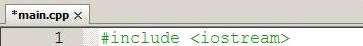 *main.cpp ×
1 #include <iostream>